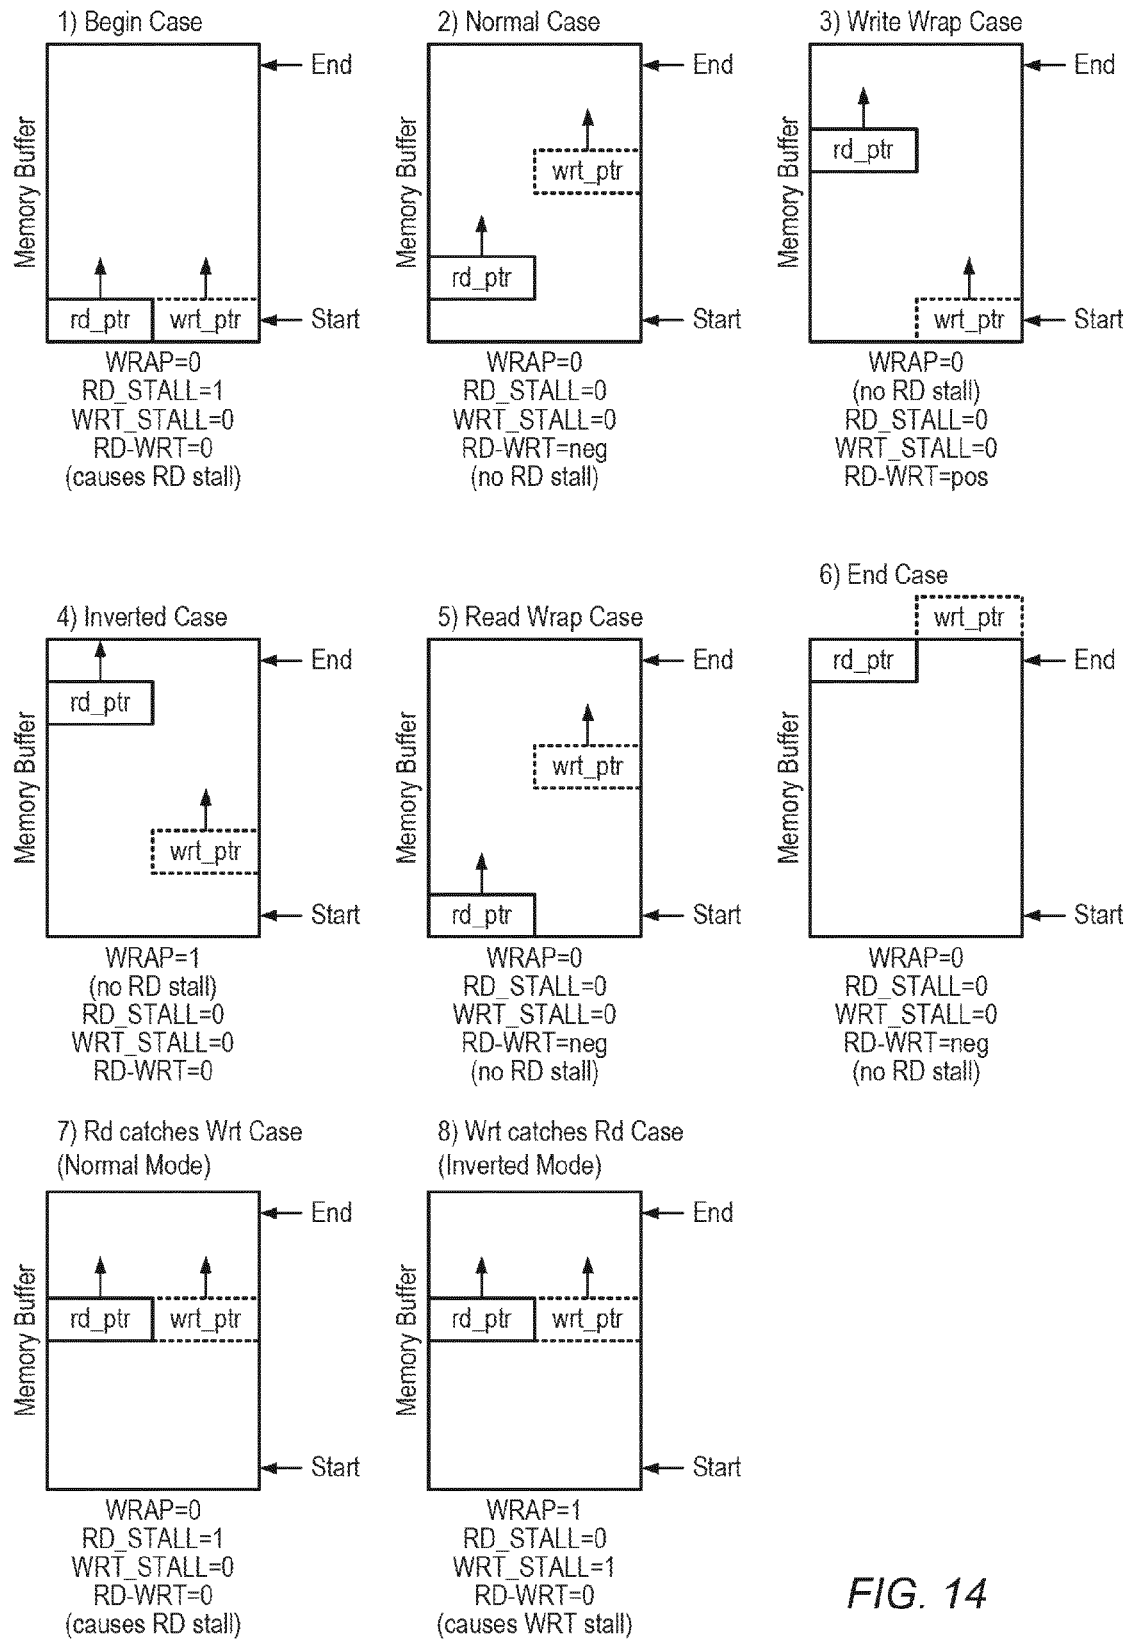 1) Begin Case
End
Memory Buffer
rd_ptr
wrt_ptr
Start
WRAP=0
RD_STALL=1
WRT_STALL=0
RD-WRT=0
(causes RD stall)
2) Normal Case
End
Memory Buffer
wrt_ptr
rd_ptr
Start
WRAP=0
RD_STALL=0
WRT_STALL=0
RD-WRT=neg
(no RD stall)
3) Write Wrap Case
End
Memory Buffer
rd_ptr
wrt_ptr
Start
WRAP=0
(no RD stall)
RD_STALL=0
WRT_STALL=0
RD-WRT=pos
4) Inverted Case
End
Memory Buffer
rd_ptr
wrt_ptr
Start
WRAP=1
(no RD stall)
RD_STALL=0
WRT_STALL=0
RD-WRT=0
5) Read Wrap Case
End
Memory Buffer
wrt_ptr
rd_ptr
Start
WRAP=0
RD_STALL=0
WRT_STALL=0
RD-WRT=neg
(no RD stall)
6) End Case
wrt_ptr
rd_ptr
End
Memory Buffer
Start
WRAP=0
RD_STALL=0
WRT_STALL=0
RD-WRT=neg
(no RD stall)
7) Rd catches Wrt Case
(Normal Mode)
End
Memory Buffer
rd_ptr
wrt_ptr
Start
WRAP=0
RD_STALL=1
WRT_STALL=0
RD-WRT=0
(causes RD stall)
8) Wrt catches Rd Case
(Inverted Mode)
End
Memory Buffer
rd_ptr
wrt_ptr
Start
WRAP=1
RD_STALL=0
WRT_STALL=1
RD-WRT=0
(causes WRT stall)
FIG. 14